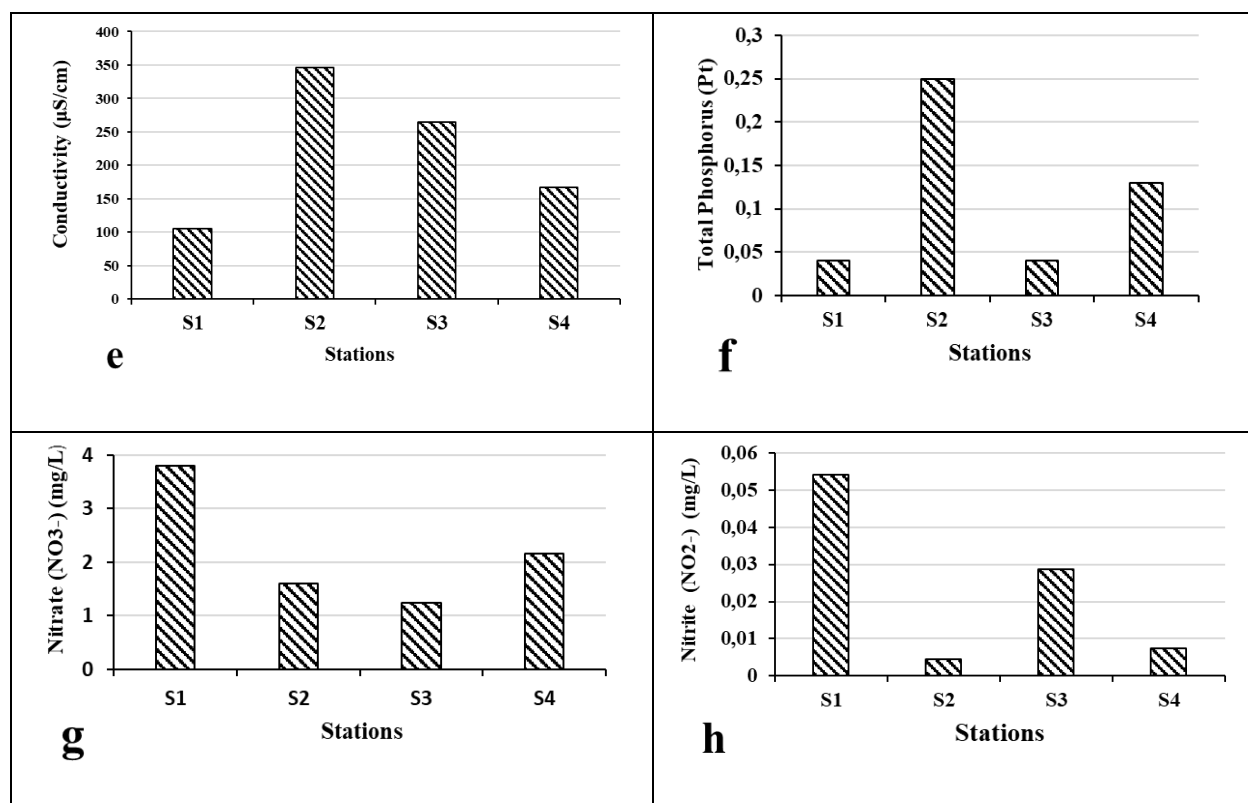 Conductivity (µS/cm)
400
350
300
250
200
150
100
50
0
S1 S2 S3 S4
Stations
e
Total Phosphorus (Pt)
0,3
0,25
0,2
0,15
0,1
0,05
0
S1 S2 S3 S4
Stations
f
Nitrate (NO3-) (mg/L)
4
3
2
1
0
S1 S2 S3 S4
Stations
g
Nitrite (NO2-) (mg/L)
0,06
0,05
0,04
0,03
0,02
0,01
0
S1 S2 S3 S4
Stations
h